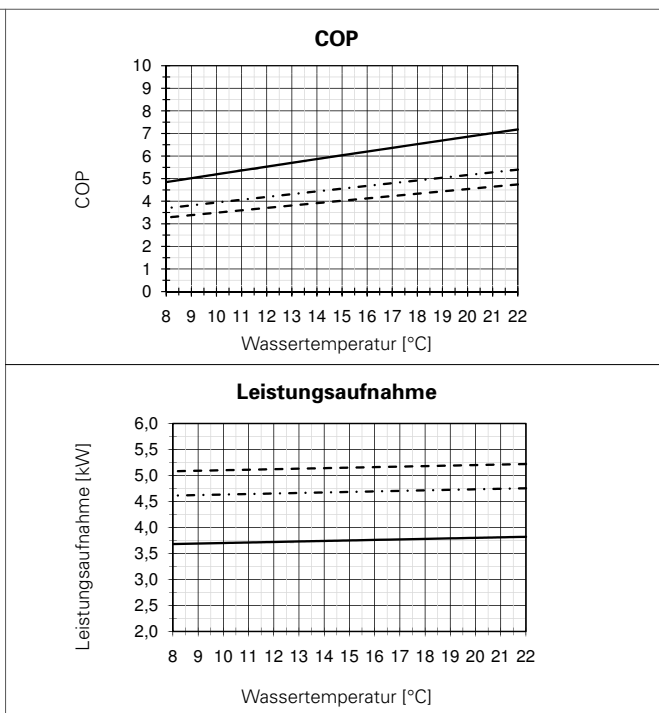 COP
10
9
8
7
6
5
4
3
2
1
0
COP
8 9 10 11 12 13 14 15 16 17 18 19 20 21 22
Wassertemperatur [°C]
Leistungsaufnahme
6,0
5,5
5,0
4,5
4,0
3,5
3,0
2,5
2,0
Leistungsaufnahme [kW]
8 9 10 11 12 13 14 15 16 17 18 19 20 21 22
Wassertemperatur [°C]